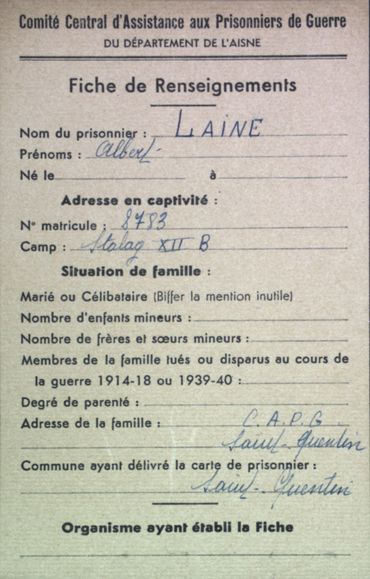 Comité Central d'Assistance aux Prisonniers de Guerre
DU DÉPARTEMENT DE L'AISNE
Fiche de Renseignements
Nom du prisonnier : LAINE
Prénoms : Albert
Né le à
Adresse en captivité :
N° matricule : 8783
Camp : Stalag XII B
Situation de famille :
Marié ou Célibataire (Biffer la mention inutile)
Nombre d'enfants mineurs :
Nombre de frères et sœurs mineurs :
Membres de la famille tués ou disparus au cours de
la guerre 1914-18 ou 1939-40 :
Degré de parenté :
Adresse de la famille : C. A. P. G
Saint-Quentin
Commune ayant délivré la carte de prisonnier :
Saint-Quentin
Organisme ayant établi la Fiche